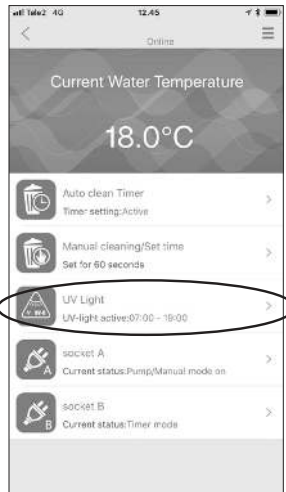 Tele2 4G 12.45
Online
Current Water Temperature
18.0°C
Auto clean Timer
Timer setting:Active
Manual cleaning/Set time
Set for 60 seconds
UV Light
UV-light active:07:00 - 19:00
socket A
A
Current status:Pump/Manual mode on
socket B
B
Current status:Timer mode